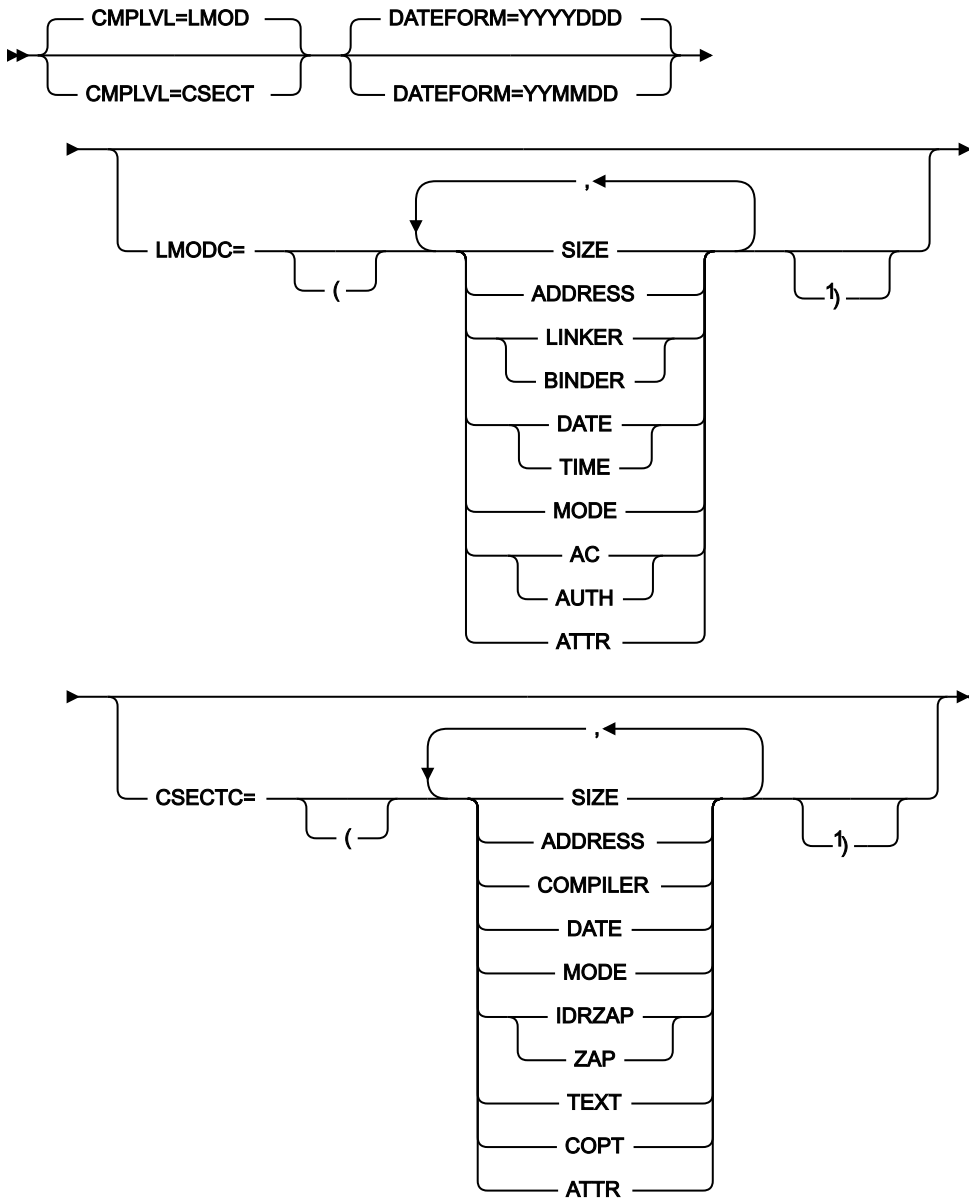 CMPLVL=LMOD DATEFORM=YYYYDDD
CMPLVL=CSECT DATEFORM=YYMMDD
,
LMODC= SIZE
( 1)
ADDRESS
LINKER
BINDER
DATE
TIME
MODE
AC
AUTH
ATTR
,
CSECTC= SIZE
( 1)
ADDRESS
COMPILER
DATE
MODE
IDRZAP
ZAP
TEXT
COPT
ATTR